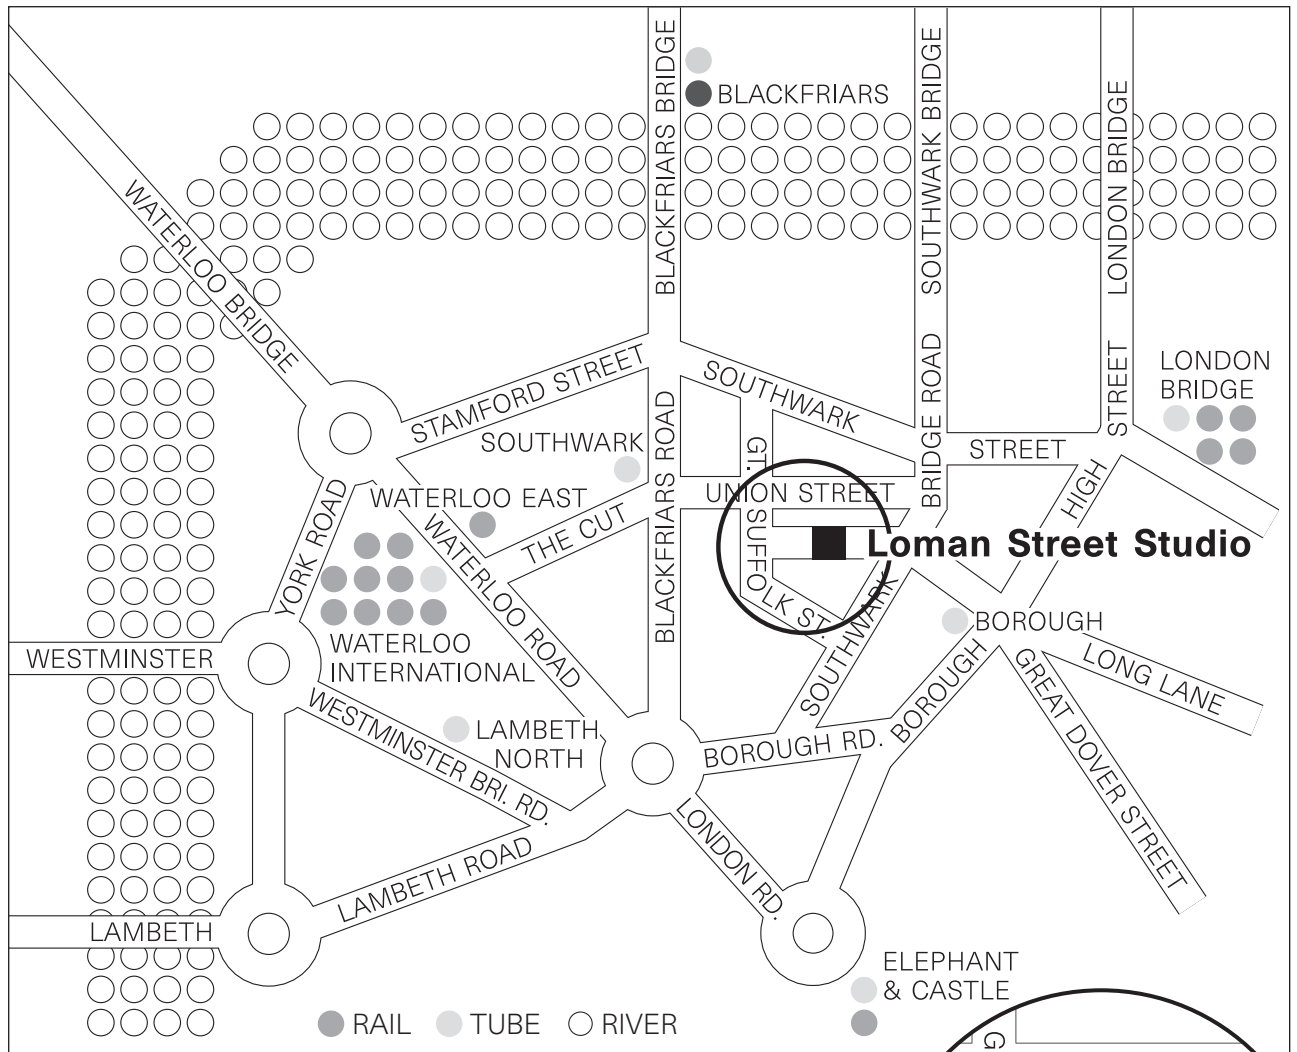 BLACKFRIARS BRIDGE
BLACKFRIARS
SOUTHWARK BRIDGE
LONDON BRIDGE
WATERLOO BRIDGE
STAMFORD STREET
SOUTHWARK
STREET
BRIDGE ROAD
STREET
LONDON
BRIDGE
SOUTHWARK
BLACKFRIARS ROAD
GT.
UNION STREET
HIGH
WATERLOO EAST
YORK ROAD
WATERLOO ROAD
THE CUT
SUFFOLK ST.
Loman Street Studio
SOUTHWARK
BOROUGH
WESTMINSTER
WATERLOO
INTERNATIONAL
BOROUGH
LONG LANE
WESTMINSTER BRI. RD.
LAMBETH
NORTH
BOROUGH RD.
GREAT DOVER STREET
LAMBETH ROAD
LONDON RD.
LAMBETH
ELEPHANT
& CASTLE
RAIL TUBE RIVER
G